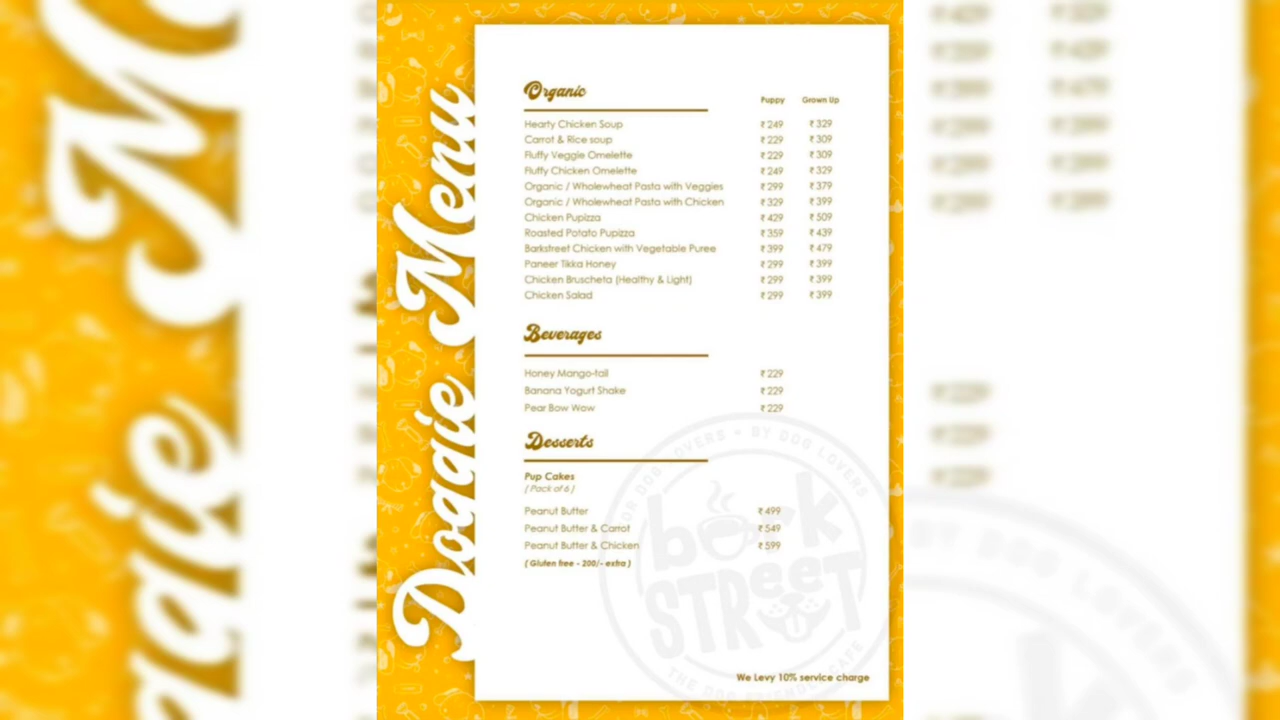 Doggie Menu
Organic
Puppy Grown Up
Hearty Chicken Soup ₹ 249 ₹ 329
Carrot & Rice soup ₹ 229 ₹ 309
Fluffy Veggie Omelette ₹ 229 ₹ 309
Fluffy Chicken Omelette ₹ 249 ₹ 329
Organic / Wholewheat Pasta with Veggies ₹ 299 ₹ 379
Organic / Wholewheat Pasta with Chicken ₹ 329 ₹ 399
Chicken Pupizza ₹ 429 ₹ 509
Roasted Potato Pupizza ₹ 359 ₹ 439
Barkstreet Chicken with Vegetable Puree ₹ 399 ₹ 479
Paneer Tikka Honey ₹ 299 ₹ 399
Chicken Bruscheta (Healthy & Light) ₹ 299 ₹ 399
Chicken Salad ₹ 299 ₹ 399
Beverages
Honey Mango-tail ₹ 229
Banana Yogurt Shake ₹ 229
Pear Bow Wow ₹ 229
Desserts
Pup Cakes
( Pack of 6 )
Peanut Butter ₹ 499
Peanut Butter & Carrot ₹ 549
Peanut Butter & Chicken ₹ 599
( Gluten free - 200/- extra )
DOG LOVERS • BY DOG LOVERS
bark
STREET
THE DOG FRIENDLY CAFE
We Levy 10% service charge